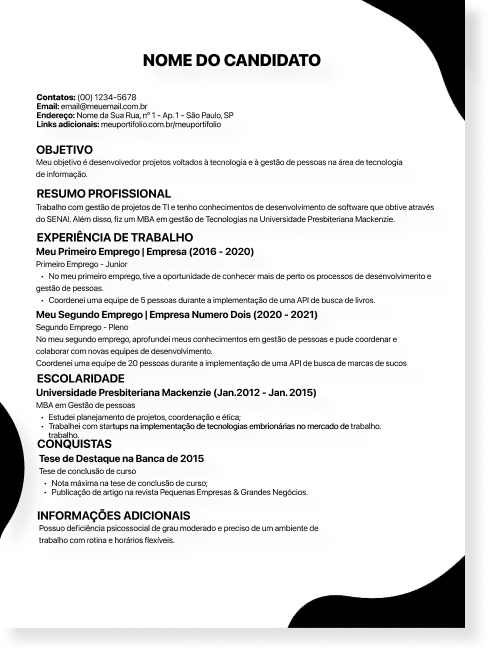 NOME DO CANDIDATO
Contatos: (00) 1234-5678
Email: email@meuemail.com.br
Endereço: Nome da Sua Rua, nº 1 - Ap. 1 - São Paulo, SP
Links adicionais: meuportifolio.com.br/meuportifolio
OBJETIVO
Meu objetivo é desenvolvedor projetos voltados à tecnologia e à gestão de pessoas na área de tecnologia
de informação.
RESUMO PROFISSIONAL
Trabalho com gestão de projetos de TI e tenho conhecimentos de desenvolvimento de software que obtive através
do SENAI. Além disso, fiz um MBA em gestão de Tecnologias na Universidade Presbiteriana Mackenzie.
EXPERIÊNCIA DE TRABALHO
Meu Primeiro Emprego | Empresa (2016 - 2020)
Primeiro Emprego - Junior
• No meu primeiro emprego, tive a oportunidade de conhecer mais de perto os processos de desenvolvimento e
gestão de pessoas.
• Coordenei uma equipe de 5 pessoas durante a implementação de uma API de busca de livros.
Meu Segundo Emprego | Empresa Numero Dois (2020 - 2021)
Segundo Emprego - Pleno
No meu segundo emprego, aprofundei meus conhecimentos em gestão de pessoas e pude coordenar e
colaborar com novas equipes de desenvolvimento.
Coordenei uma equipe de 20 pessoas durante a implementação de uma API de busca de marcas de sucos
ESCOLARIDADE
Universidade Presbiteriana Mackenzie (Jan.2012 - Jan. 2015)
MBA em Gestão de pessoas
• Estudei planejamento de projetos, coordenação e ética;
• Trabalhei com startups na implementação de tecnologias embrionárias no mercado de trabalho.
trabalho.
CONQUISTAS
Tese de Destaque na Banca de 2015
Tese de conclusão de curso
• Nota máxima na tese de conclusão de curso;
• Publicação de artigo na revista Pequenas Empresas & Grandes Negócios.
INFORMAÇÕES ADICIONAIS
Possuo deficiência psicossocial de grau moderado e preciso de um ambiente de
trabalho com rotina e horários flexíveis.